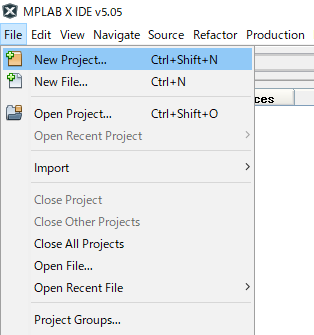 MPLAB X IDE v5.05
File Edit View Navigate Source Refactor Production
New Project... Ctrl+Shift+N
New File... Ctrl+N
ces
Open Project... Ctrl+Shift+O
Open Recent Project
Import
Close Project
Close Other Projects
Close All Projects
Open File...
Open Recent File
Project Groups...